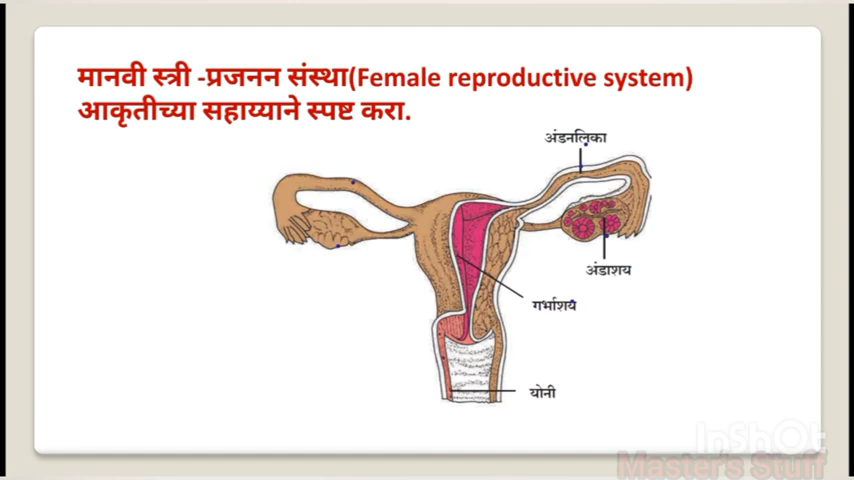 मानवी स्त्री -प्रजनन संस्था(Female reproductive system)
आकृतीच्या सहाय्याने स्पष्ट करा.
अंडनलिका
अंडाशय
गर्भाशय
योनी
InShOt
Master's Stuff